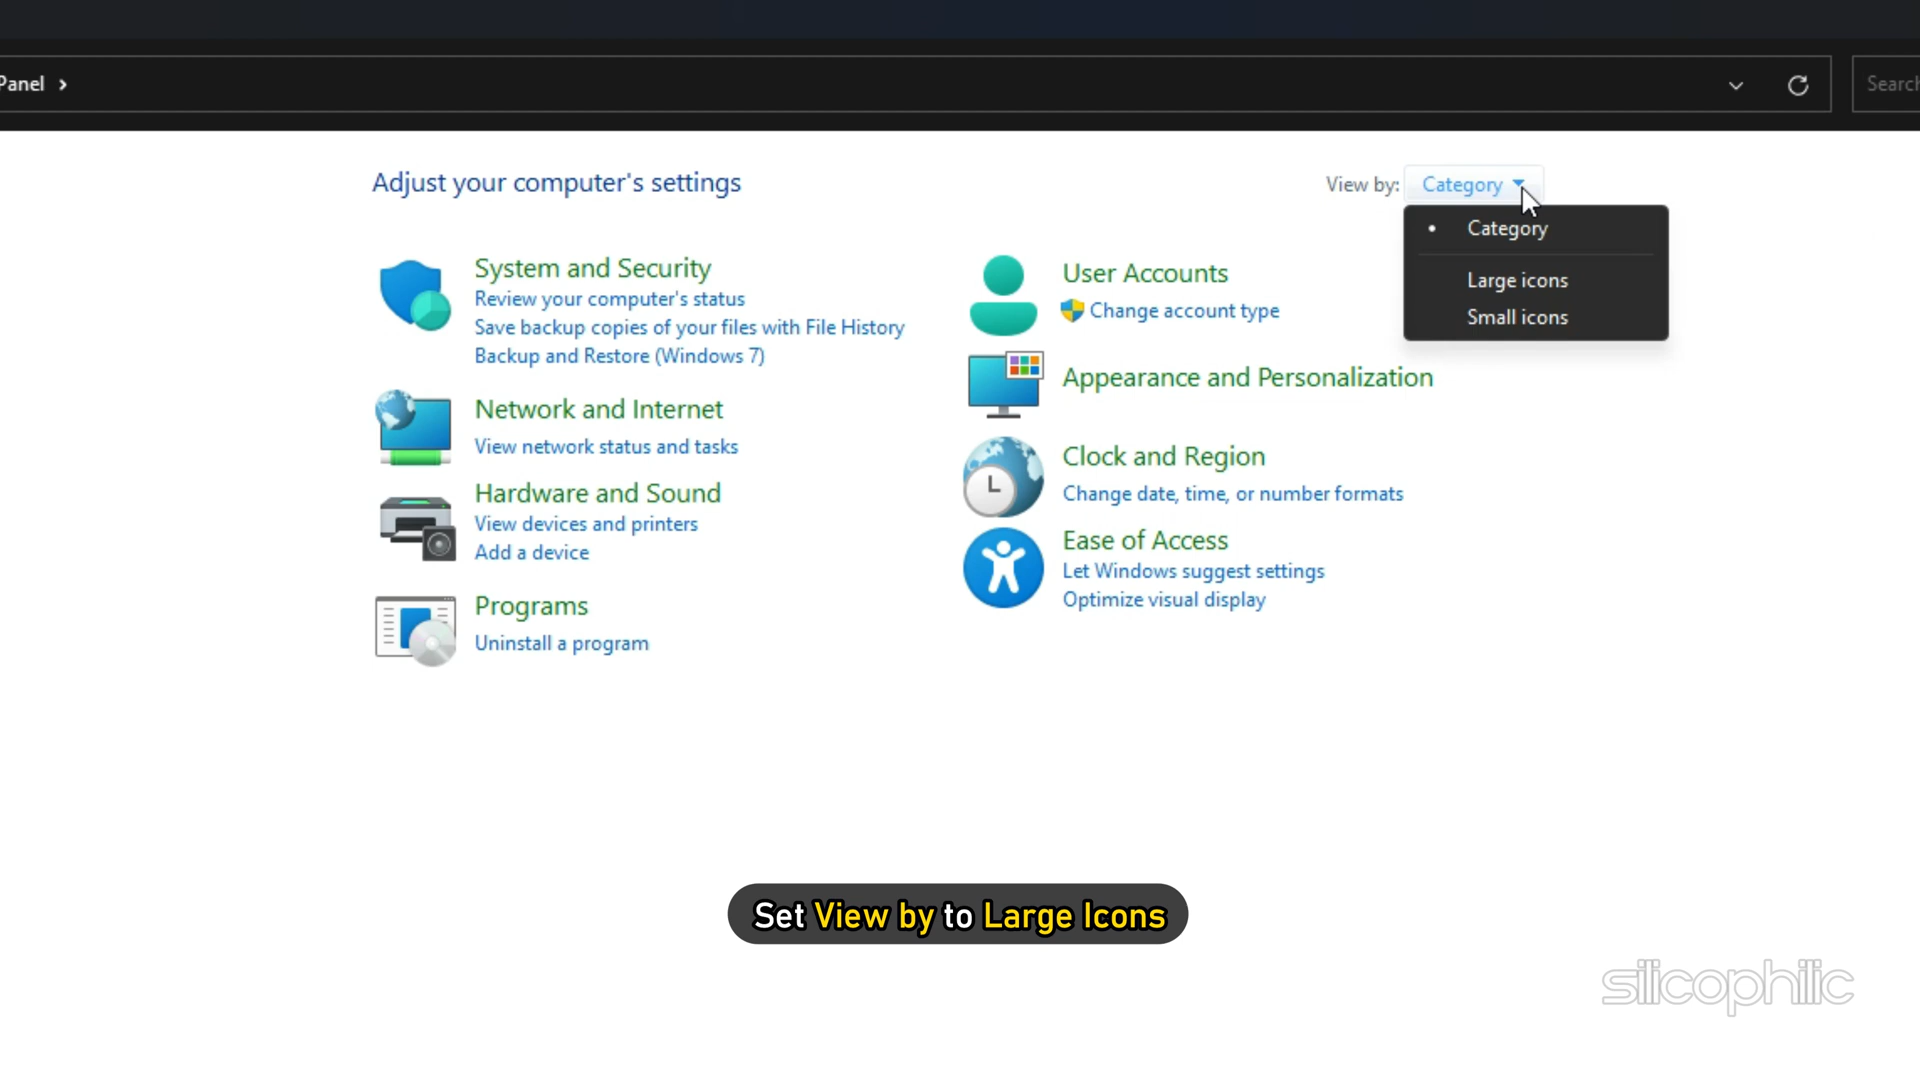 Panel
Search
Adjust your computer's settings
View by: Category
Category
Large icons
Small icons
System and Security
Review your computer's status
Save backup copies of your files with File History
Backup and Restore (Windows 7)
Network and Internet
View network status and tasks
Hardware and Sound
View devices and printers
Add a device
Programs
Uninstall a program
User Accounts
Change account type
Appearance and Personalization
Clock and Region
Change date, time, or number formats
Ease of Access
Let Windows suggest settings
Optimize visual display
Set View by to Large Icons
silicophilic